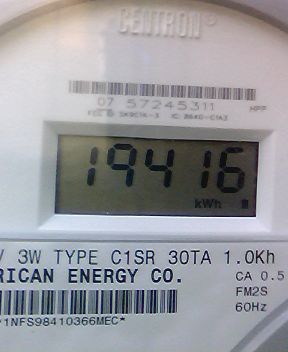 CENTRON®
07 57245311
19416
kWh
V 3W TYPE C1SR 30TA 1.0Kh
RICAN ENERGY CO.
CA 0.5
FM2S
60Hz
*1NFS98410366MEC*